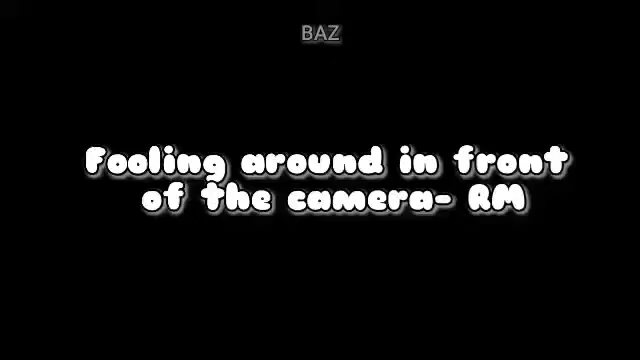 BAZ
Fooling around in front
of the camera- RM